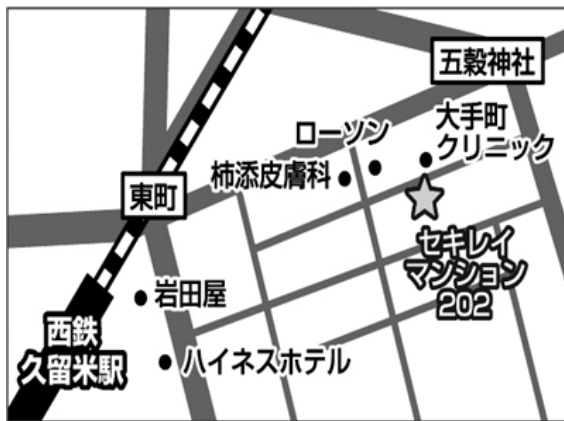 五穀神社
大手町
クリニック
ローソン
柿添皮膚科
東町
セキレイ
マンション
202
岩田屋
西鉄
久留米駅
ハイネスホテル